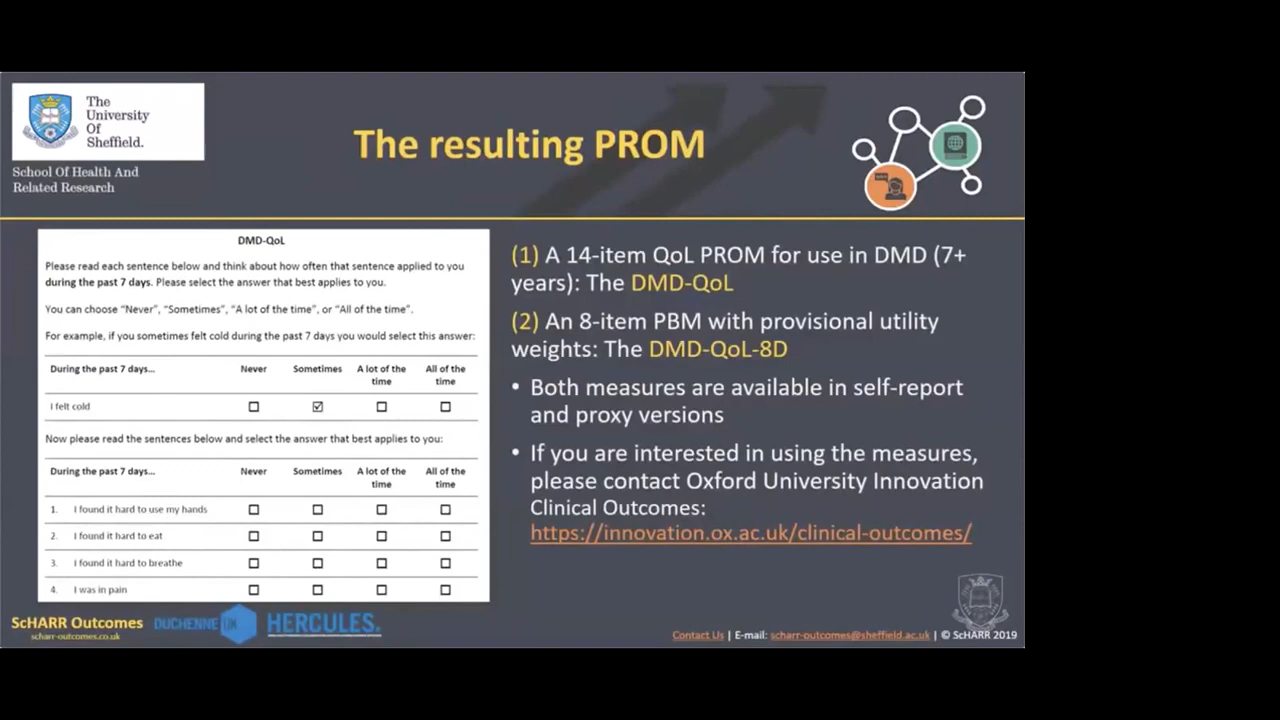 The
University
Of
Sheffield.
School Of Health And
Related Research
The resulting PROM
DMD-QoL
Please read each sentence below and think about how often that sentence applied to you
during the past 7 days. Please select the answer that best applies to you.
You can choose “Never”, “Sometimes”, “A lot of the time”, or “All of the time”.
For example, if you sometimes felt cold during the past 7 days you would select this answer:
During the past 7 days... Never Sometimes A lot of the time All of the time
I felt cold
Now please read the sentences below and select the answer that best applies to you:
During the past 7 days... Never Sometimes A lot of the time All of the time
1. I found it hard to use my hands
2. I found it hard to eat
3. I found it hard to breathe
4. I was in pain
(1) A 14-item QoL PROM for use in DMD (7+
years): The DMD-QoL
(2) An 8-item PBM with provisional utility
weights: The DMD-QoL-8D
• Both measures are available in self-report
and proxy versions
• If you are interested in using the measures,
please contact Oxford University Innovation
Clinical Outcomes:
https://innovation.ox.ac.uk/clinical-outcomes/
ScHARR Outcomes
scharr-outcomes.co.uk
DUCHENNE UK
HERCULES.
Contact Us | E-mail: scharr-outcomes@sheffield.ac.uk | © ScHARR 2019